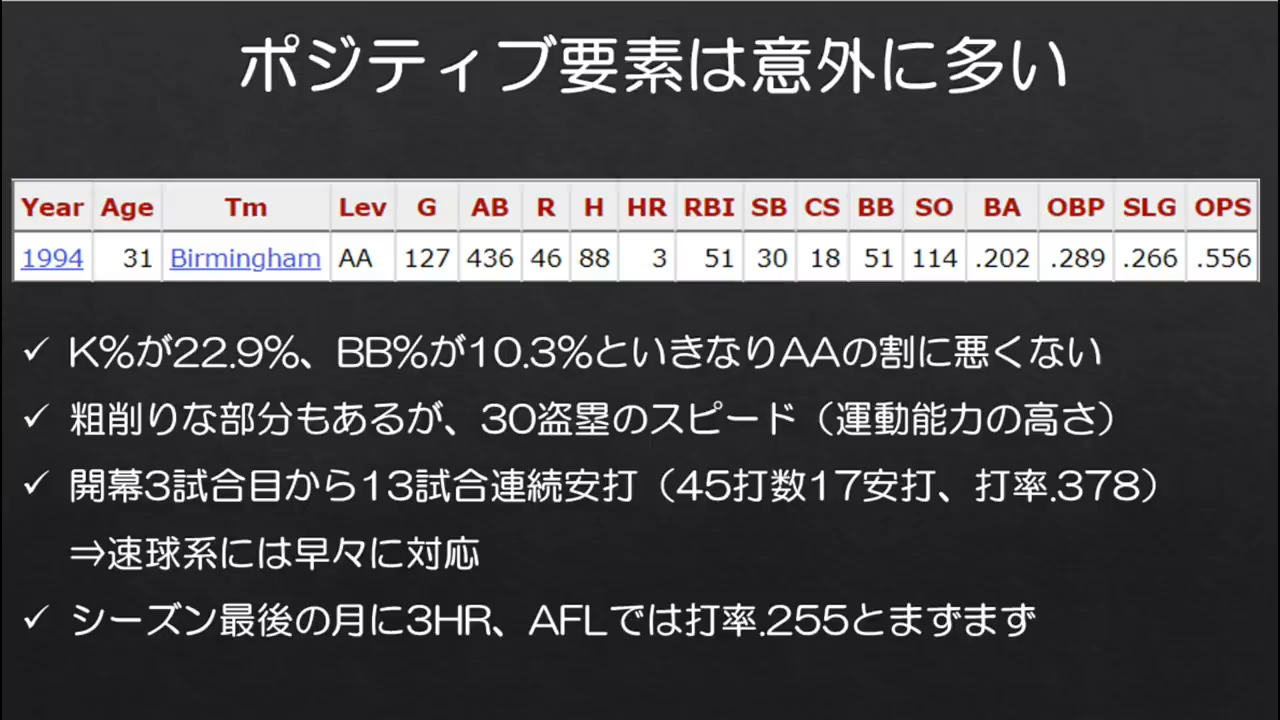 ポジティブ要素は意外に多い
Year Age Tm Lev G AB R H HR RBI SB CS BB SO BA OBP SLG OPS
1994 31 Birmingham AA 127 436 46 88 3 51 30 18 51 114 .202 .289 .266 .556
✓ K%が22.9%、BB%が10.3%といきなりAAの割に悪くない
✓ 粗削りな部分もあるが、30盗塁のスピード（運動能力の高さ）
✓ 開幕3試合目から13試合連続安打（45打数17安打、打率.378）
⇒速球系には早々に対応
✓ シーズン最後の月に3HR、AFLでは打率.255とまずまず